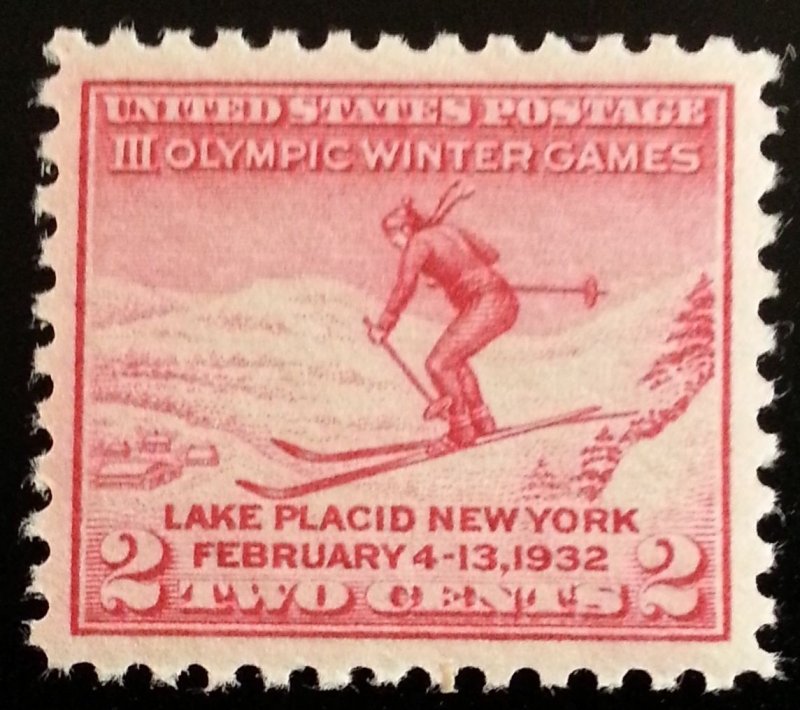 UNITED STATES POSTAGE
III OLYMPIC WINTER GAMES
LAKE PLACID NEW YORK
FEBRUARY 4-13, 1932
2 TWO CENTS 2